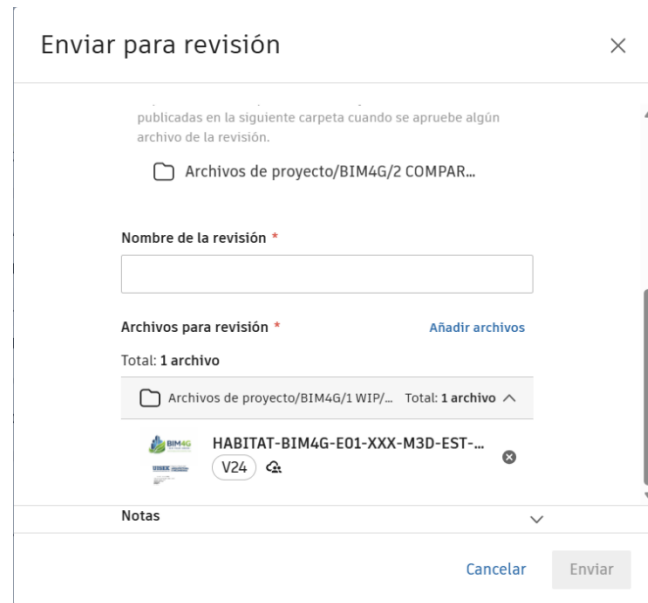 Enviar para revisión
publicadas en la siguiente carpeta cuando se apruebe algún
archivo de la revisión.
Archivos de proyecto/BIM4G/2 COMPAR...
Nombre de la revisión *
Archivos para revisión *
Añadir archivos
Total: 1 archivo
Archivos de proyecto/BIM4G/1 WIP/... Total: 1 archivo
BIM4G
HABITAT-BIM4G-E01-XXX-M3D-EST-...
V24
Notas
Cancelar
Enviar